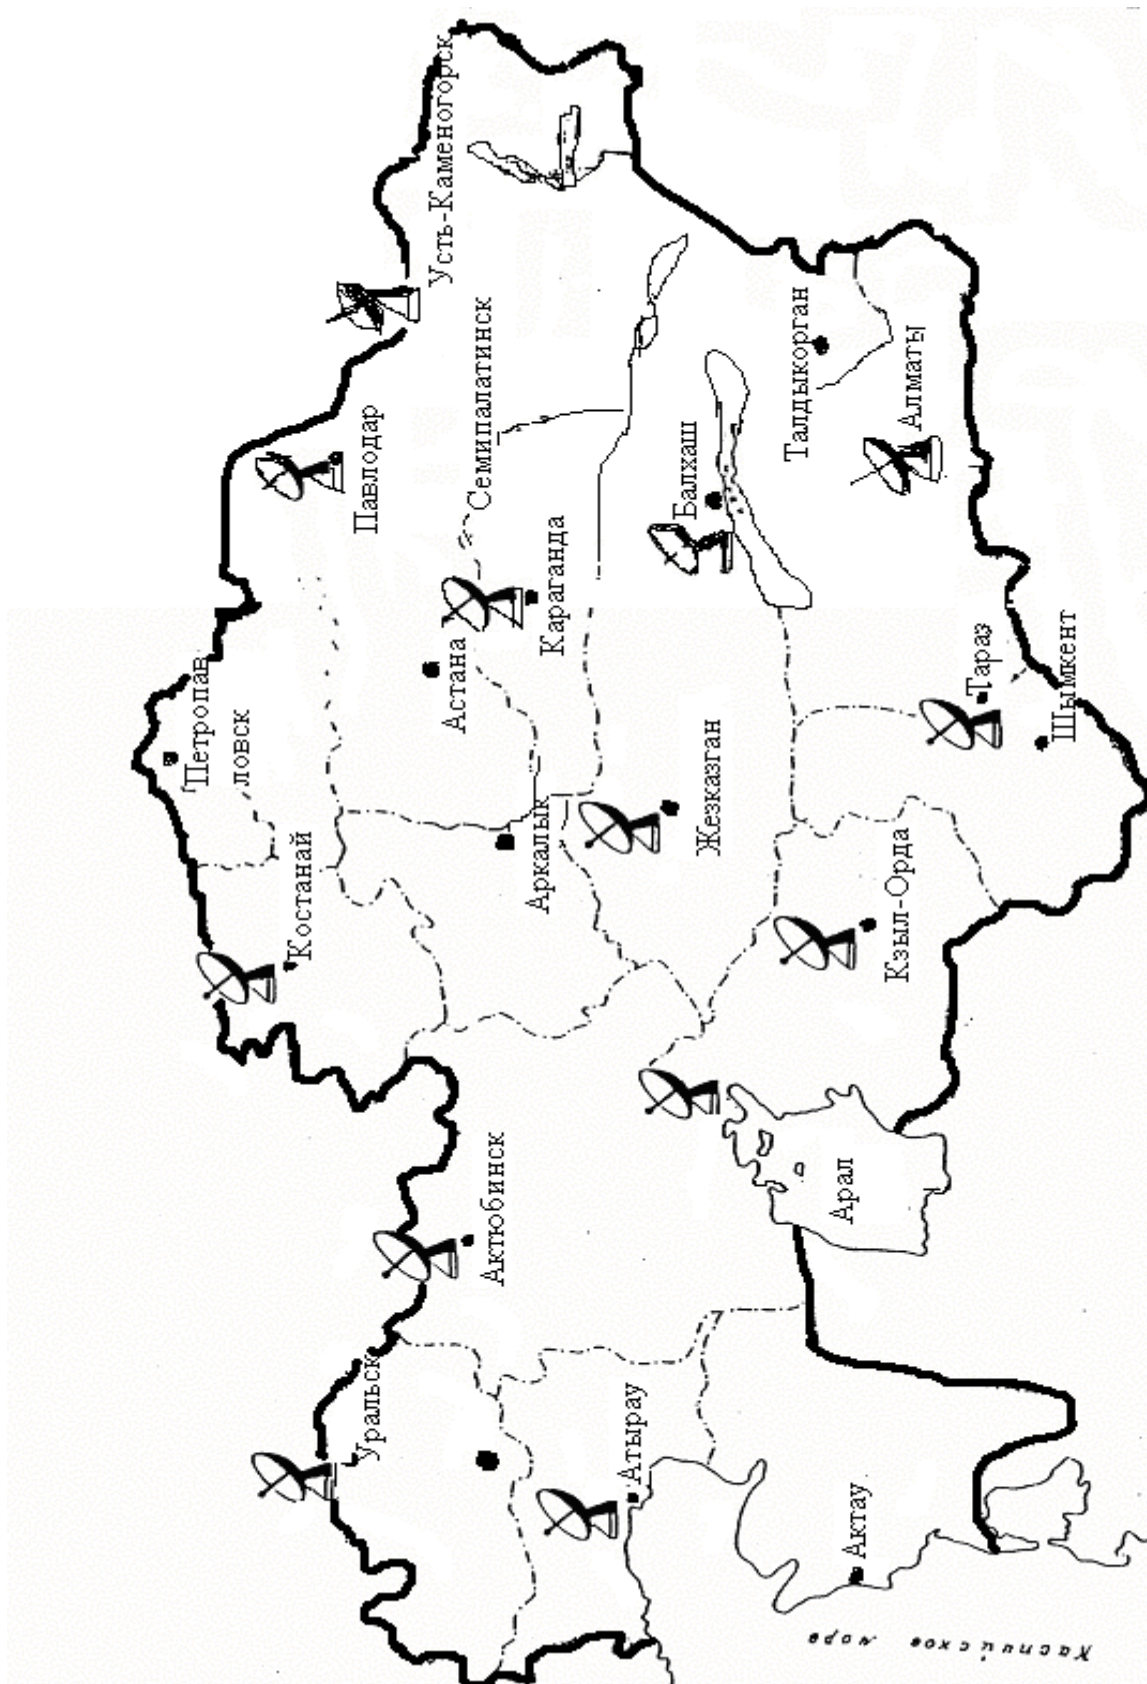 Петропав
ловск
Костанай
Павлодар
Усть-Каменогорск
Астана
Семипалатинск
Караганда
Аркалык
Уральск
Актюбинск
Жезказган
Балхаш
Талдыкорган
Атырау
Арал
Кзыл-Орда
Алматы
Тараз
Шымкент
Актау
Каспийское море